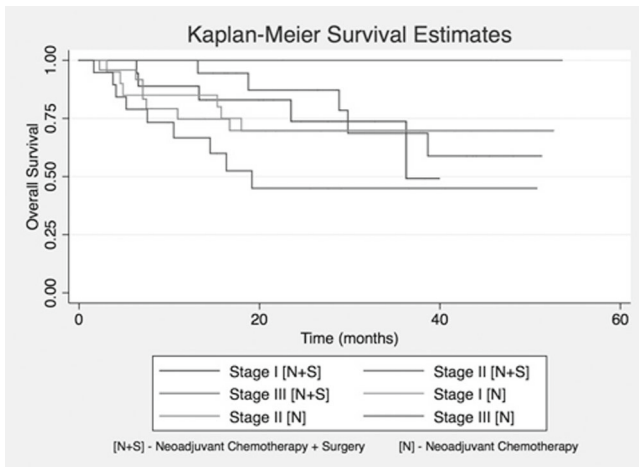 Kaplan-Meier Survival Estimates
1.00
0.75
0.50
0.25
0.00
Overall Survival
0 20 40 60
Time (months)
Stage I [N+S] Stage II [N+S]
Stage III [N+S] Stage I [N]
Stage II [N] Stage III [N]
[N+S] - Neoadjuvant Chemotherapy + Surgery [N] - Neoadjuvant Chemotherapy